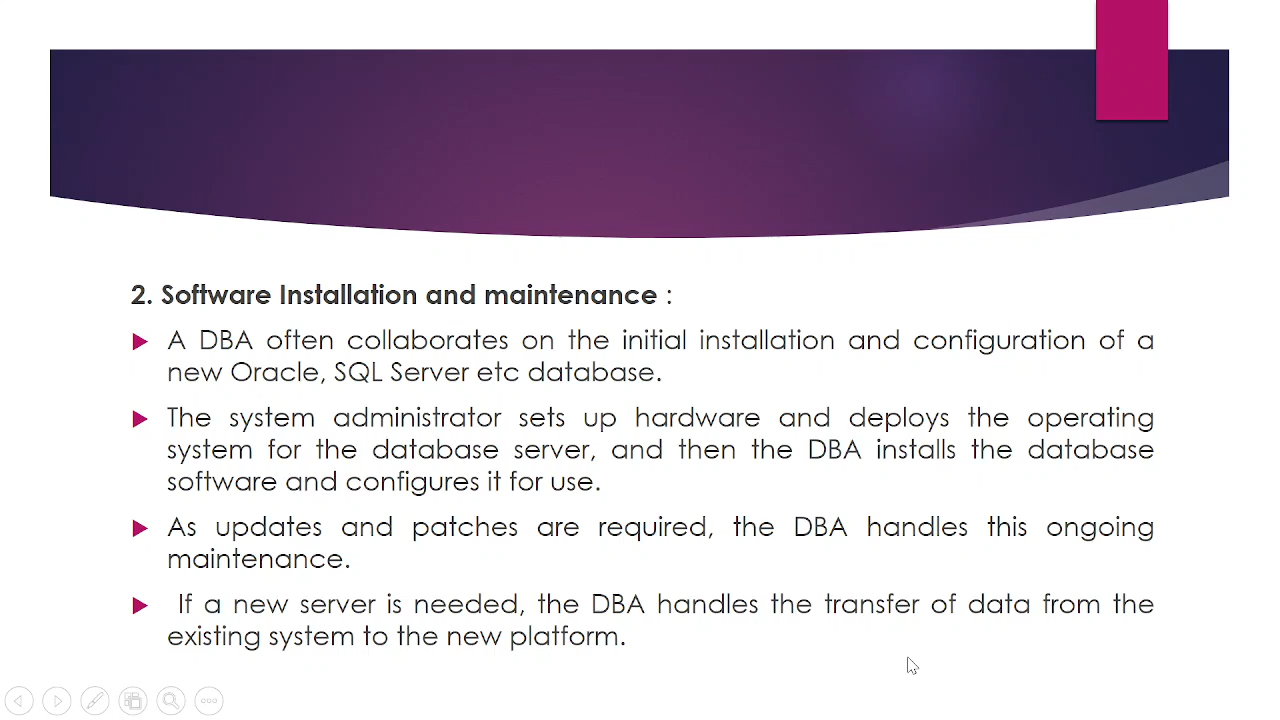 2. Software Installation and maintenance :
A DBA often collaborates on the initial installation and configuration of a
new Oracle, SQL Server etc database.
The system administrator sets up hardware and deploys the operating
system for the database server, and then the DBA installs the database
software and configures it for use.
As updates and patches are required, the DBA handles this ongoing
maintenance.
If a new server is needed, the DBA handles the transfer of data from the
existing system to the new platform.